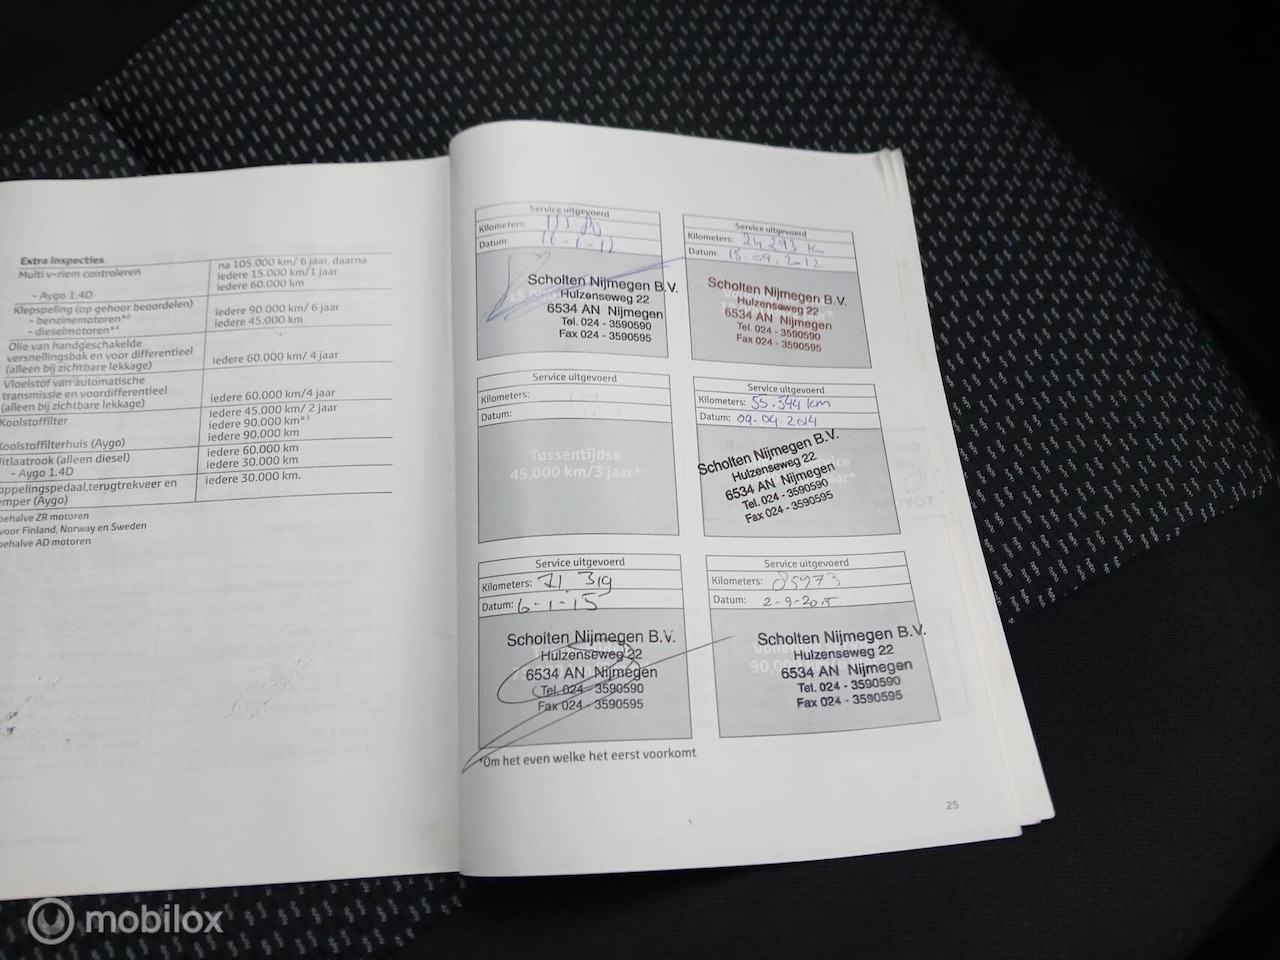 Extra Inspecties
Multi v-riem controleren
na 105.000 km/ 6 jaar, daarna
iedere 15.000 km/1 jaar
- Aygo 1.4D
iedere 60.000 km
Klepspeling (op gehoor beoordelen)
- benzinemotoren*²
iedere 90.000 km/ 6 jaar
- dieselmotoren*⁴
iedere 45.000 km
Olie van handgeschakelde
versnellingsbak en voor differentieel
(alleen bij zichtbare lekkage)
iedere 60.000 km/ 4 jaar
Vloeistof van automatische
transmissie en voordifferentieel
(alleen bij zichtbare lekkage)
iedere 60.000 km/4 jaar
Koolstoffilter
iedere 45.000 km/ 2 jaar
iedere 90.000 km*³
Koolstoffilterhuis (Aygo)
iedere 90.000 km
itlaatrook (alleen diesel)
iedere 60.000 km
- Aygo 1.4D
iedere 30.000 km
oppelingspedaal,terugtrekveer en
emper (Aygo)
iedere 30.000 km.
behalve ZR motoren
voor Finland, Norway en Sweden
behalve AD motoren
Service uitgevoerd
Kilometers:
Datum:
Scholten Nijmegen B.V.
Hulzenseweg 22
6534 AN Nijmegen
Tel. 024 - 3590590
Fax 024 - 3590595
Service uitgevoerd
Kilometers: 24 293 K
Datum: 18.09.2012
Scholten Nijmegen B.V.
Hulzenseweg 22
6534 AN Nijmegen
Tel. 024 - 3590590
Fax 024 - 3590595
Service uitgevoerd
Kilometers:
Datum:
Tussentijdse
45.000 km/3 jaar*
Service uitgevoerd
Kilometers: 55.344 km
Datum: 09-04-2014
Scholten Nijmegen B.V.
Hulzenseweg 22
6534 AN Nijmegen
Tel. 024 - 3590590
Fax 024 - 3590595
Service uitgevoerd
Kilometers: 71.319
Datum: 6-1-15
Scholten Nijmegen B.V.
Hulzenseweg 22
6534 AN Nijmegen
Tel. 024 - 3590590
Fax 024 - 3590595
Service uitgevoerd
Kilometers: 85973
Datum: 2-9-2015
Scholten Nijmegen B.V.
Hulzenseweg 22
6534 AN Nijmegen
Tel. 024 - 3590590
Fax 024 - 3590595
*Om het even welke het eerst voorkomt
25
mobilox